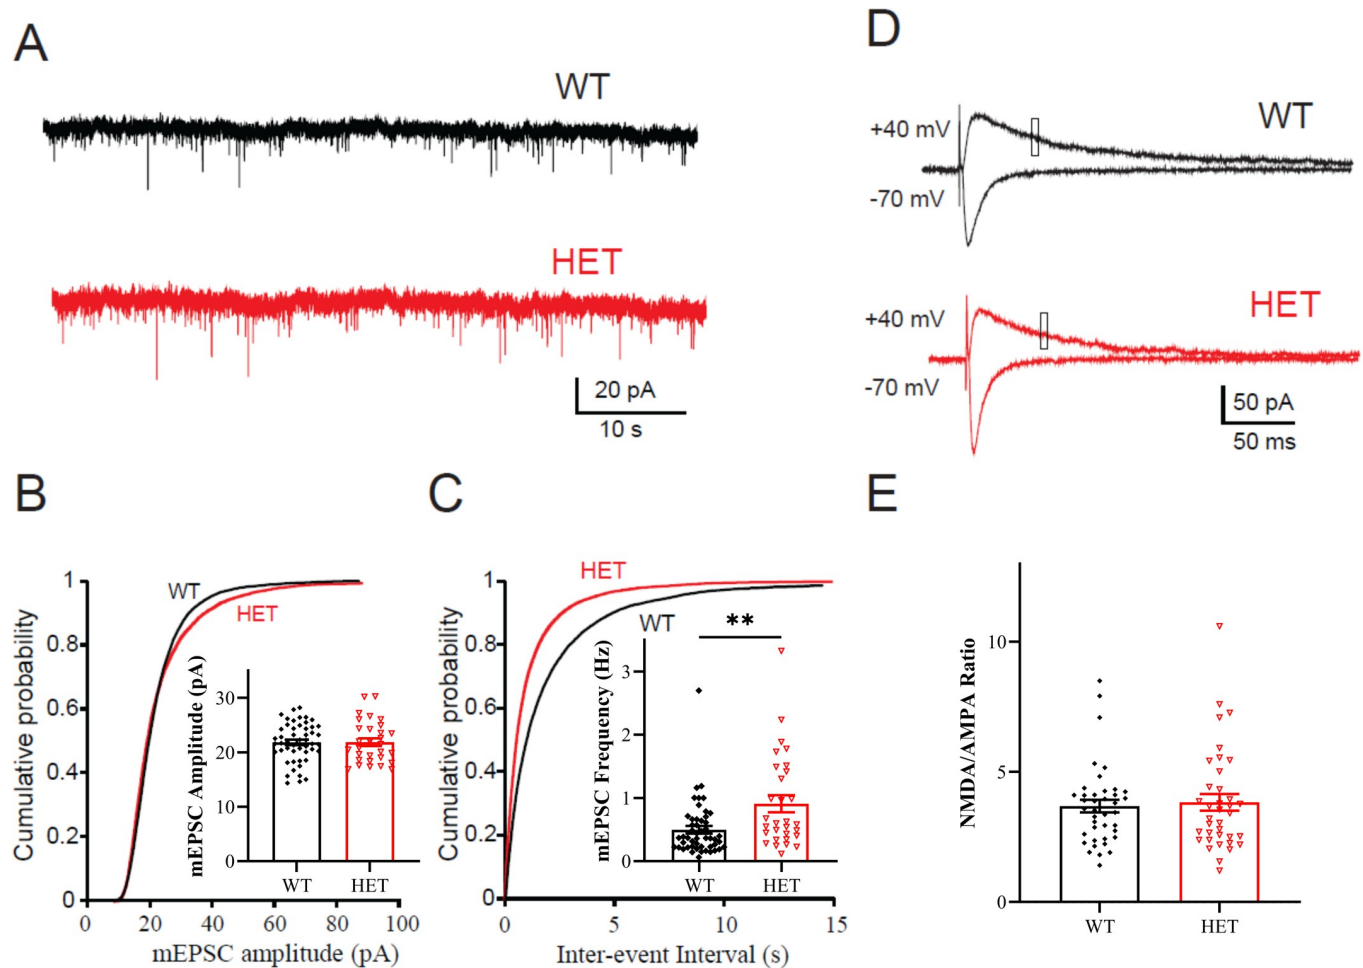 A
WT
HET
20 pA
10 s
D
+40 mV
WT
-70 mV
+40 mV
HET
-70 mV
50 pA
50 ms
B
Cumulative probability
1
0.8
0.6
0.4
0.2
0
WT
HET
mEPSC Amplitude (pA)
30
20
10
0
WT HET
0 20 40 60 80 100
mEPSC amplitude (pA)
C
Cumulative probability
1
0.8
0.6
0.4
0.2
0
HET
WT
**
mEPSC Frequency (Hz)
3
2
1
0
WT HET
0 5 10 15
Inter-event Interval (s)
E
NMDA/AMPA Ratio
10
5
0
WT HET